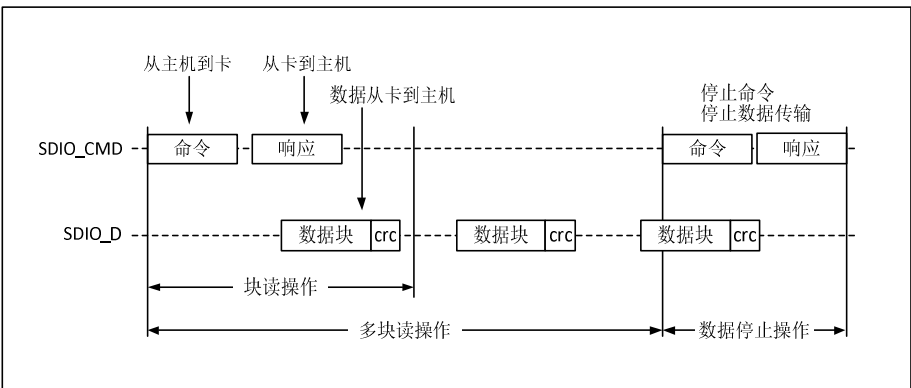 从主机到卡
从卡到主机
数据从卡到主机
停止命令
停止数据传输
SDIO_CMD
命令
响应
命令
响应
SDIO_D
数据块
crc
数据块
crc
数据块
crc
块读操作
多块读操作
数据停止操作